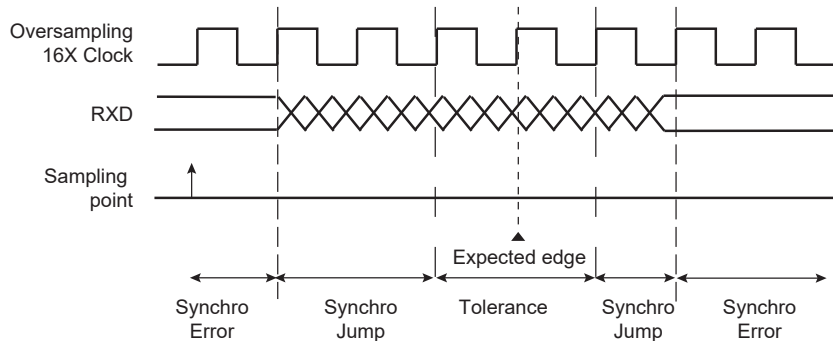 Oversampling
16X Clock
RXD
Sampling
point
Expected edge
Synchro
Error
Synchro
Jump
Tolerance
Synchro
Jump
Synchro
Error